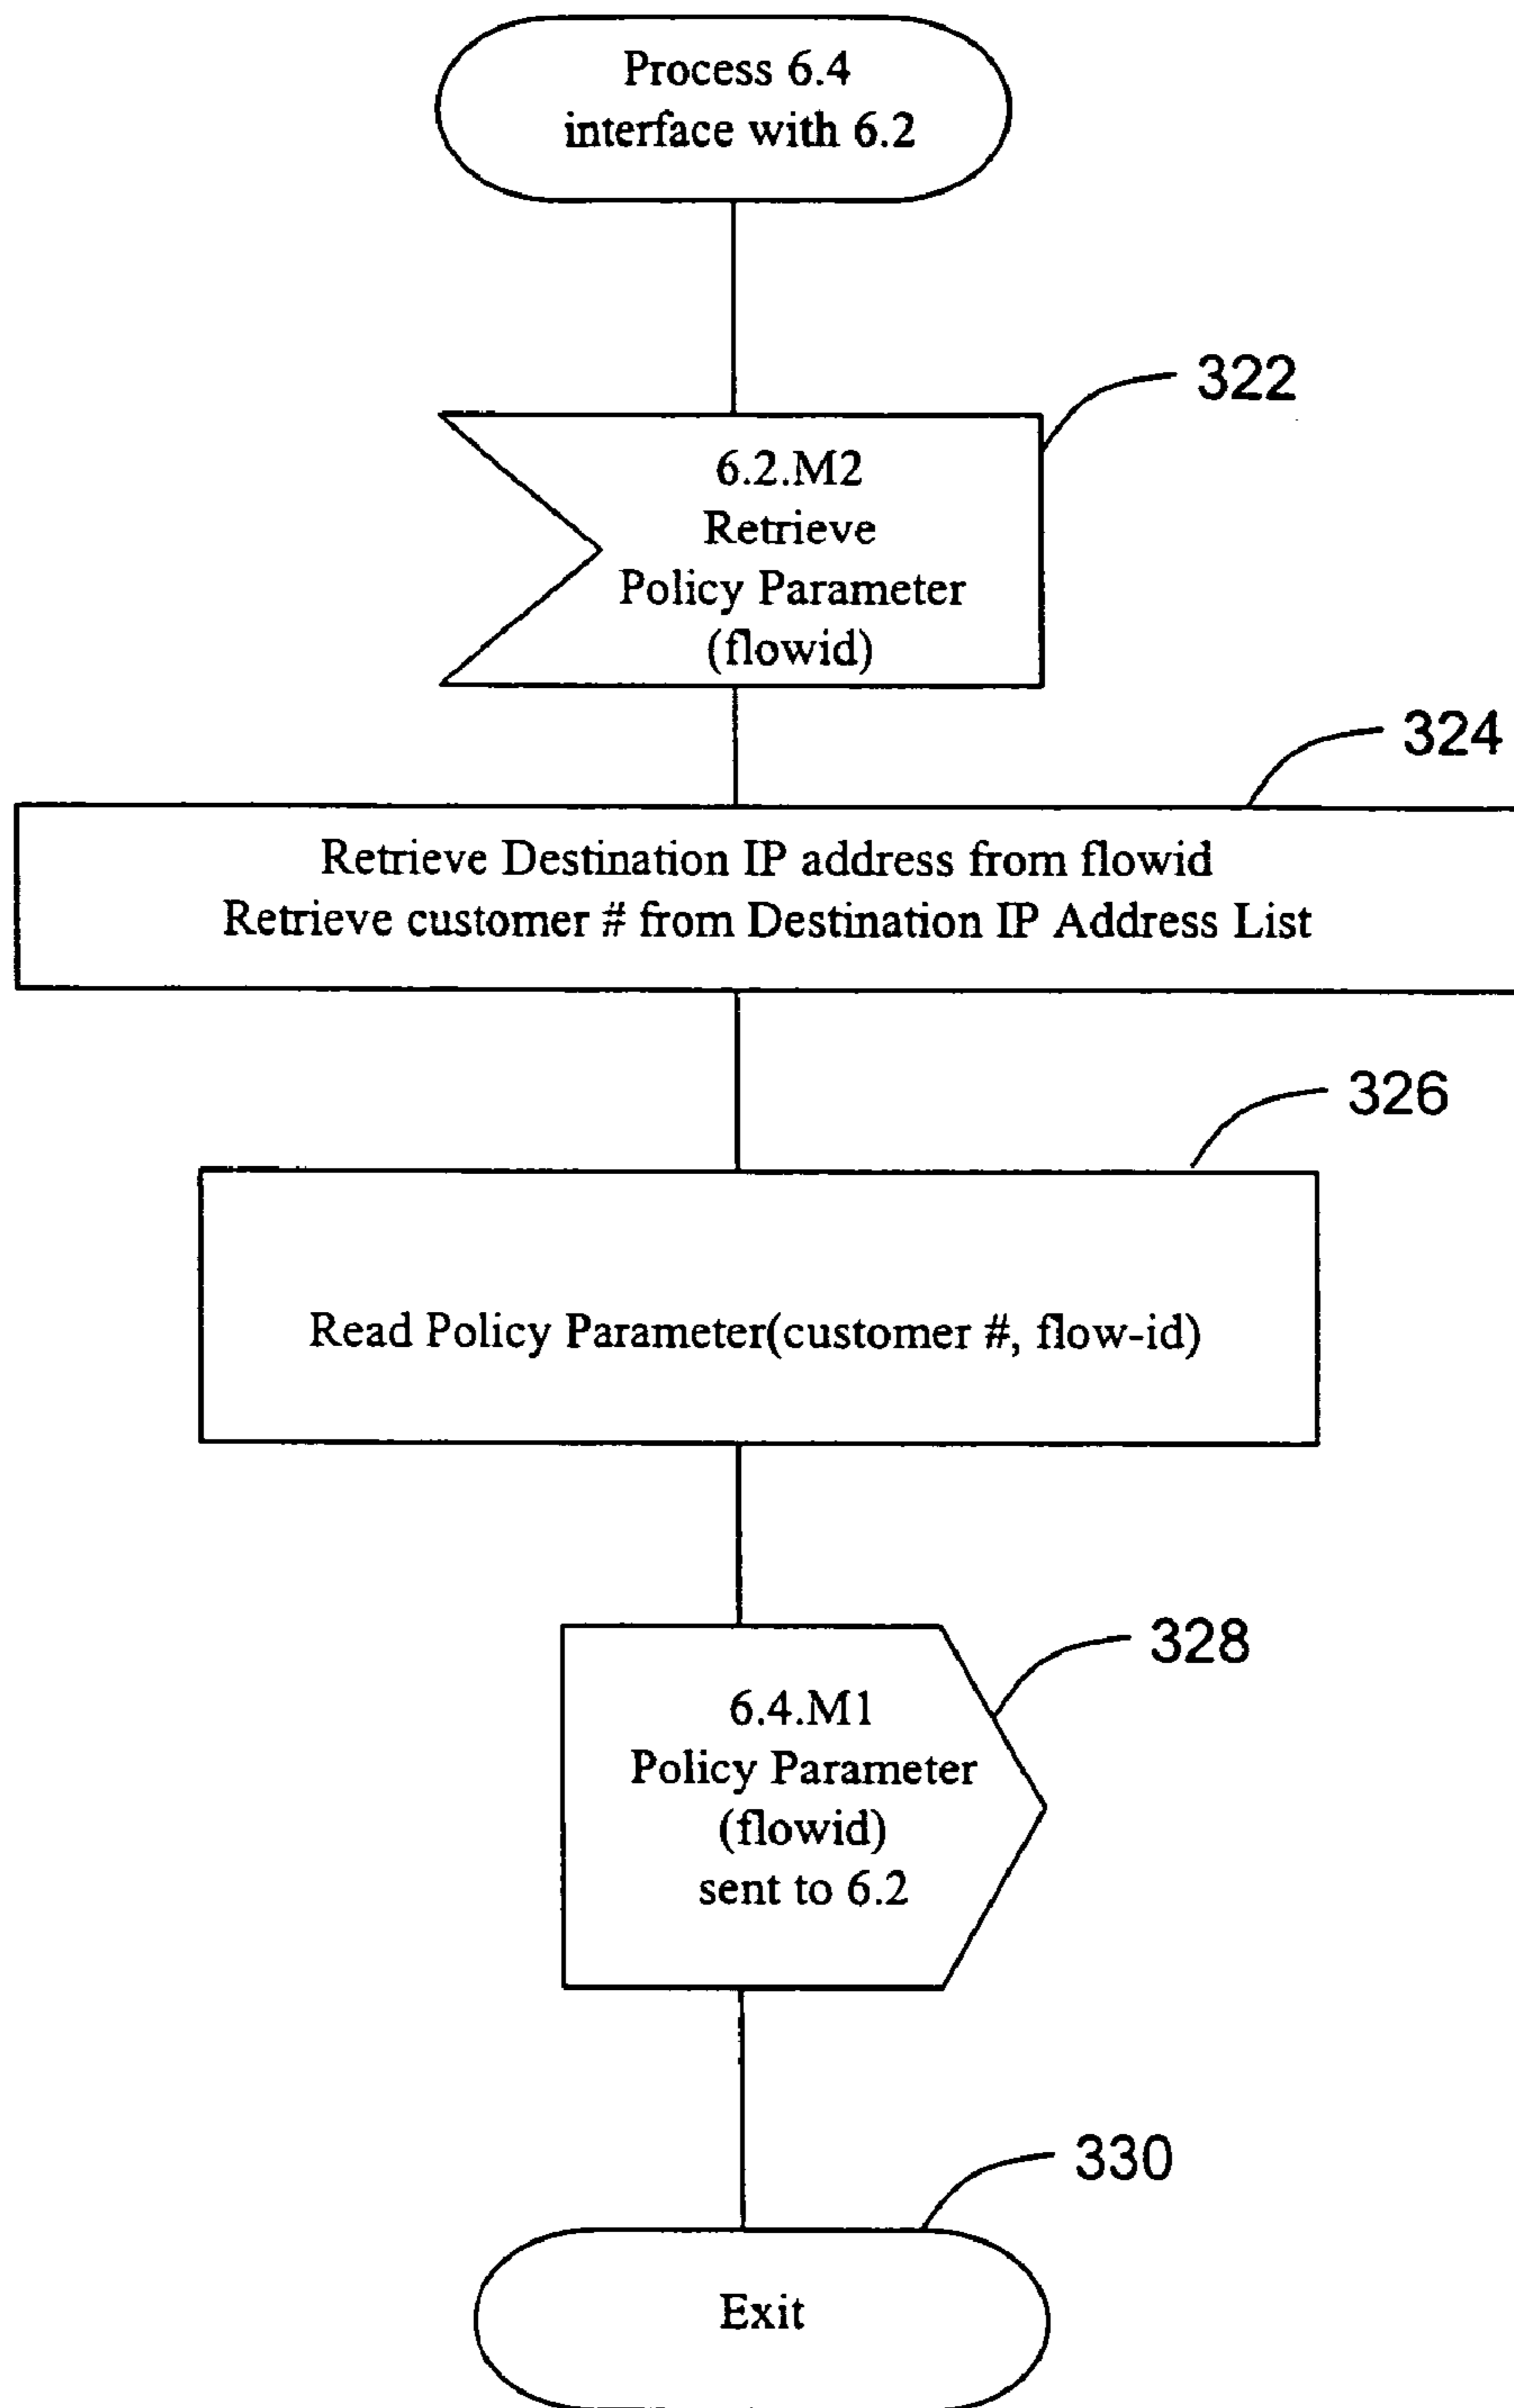 Process 6.4
interface with 6.2
322
6.2.M2
Retrieve
Policy Parameter
(flowid)
324
Retrieve Destination IP address from flowid
Retrieve customer # from Destination IP Address List
326
Read Policy Parameter(customer #, flow-id)
328
6.4.M1
Policy Parameter
(flowid)
sent to 6.2
330
Exit